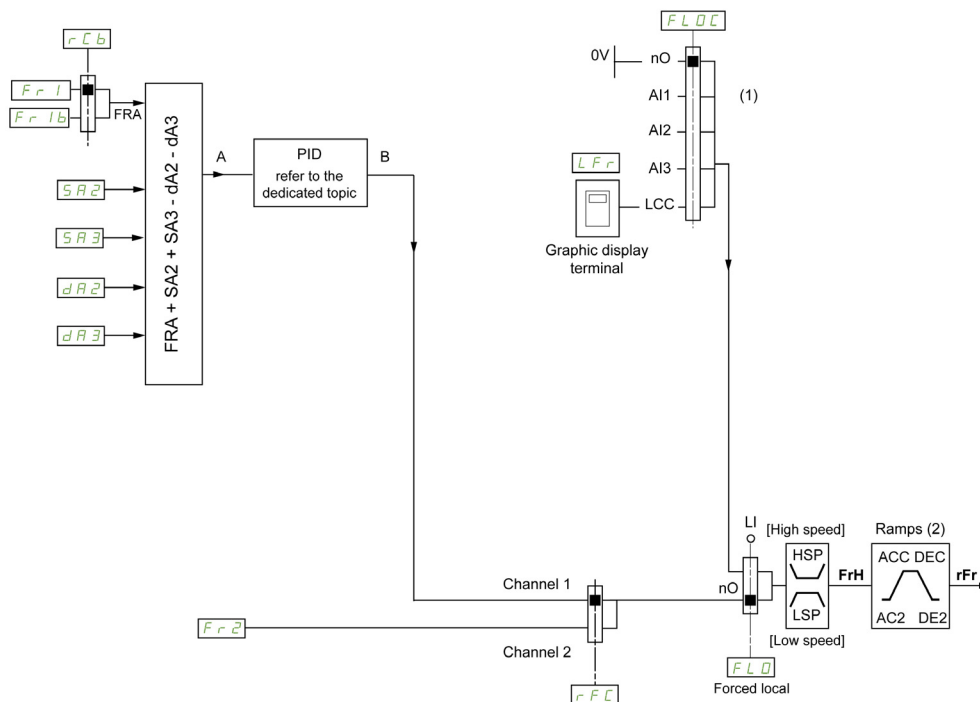 rCb
Fr1
Fr1b
FRA
SA2
SA3
dA2
dA3
FRA + SA2 + SA3 - dA2 - dA3
A
PID
refer to the
dedicated topic
B
FLOC
0V
nO
AI1
(1)
AI2
AI3
LCC
LFr
Graphic display
terminal
LI
[High speed]
Ramps (2)
HSP
ACC DEC
FrH
rFr
LSP
AC2 DE2
[Low speed]
nO
Channel 1
Fr2
Channel 2
FLO
Forced local
rFC